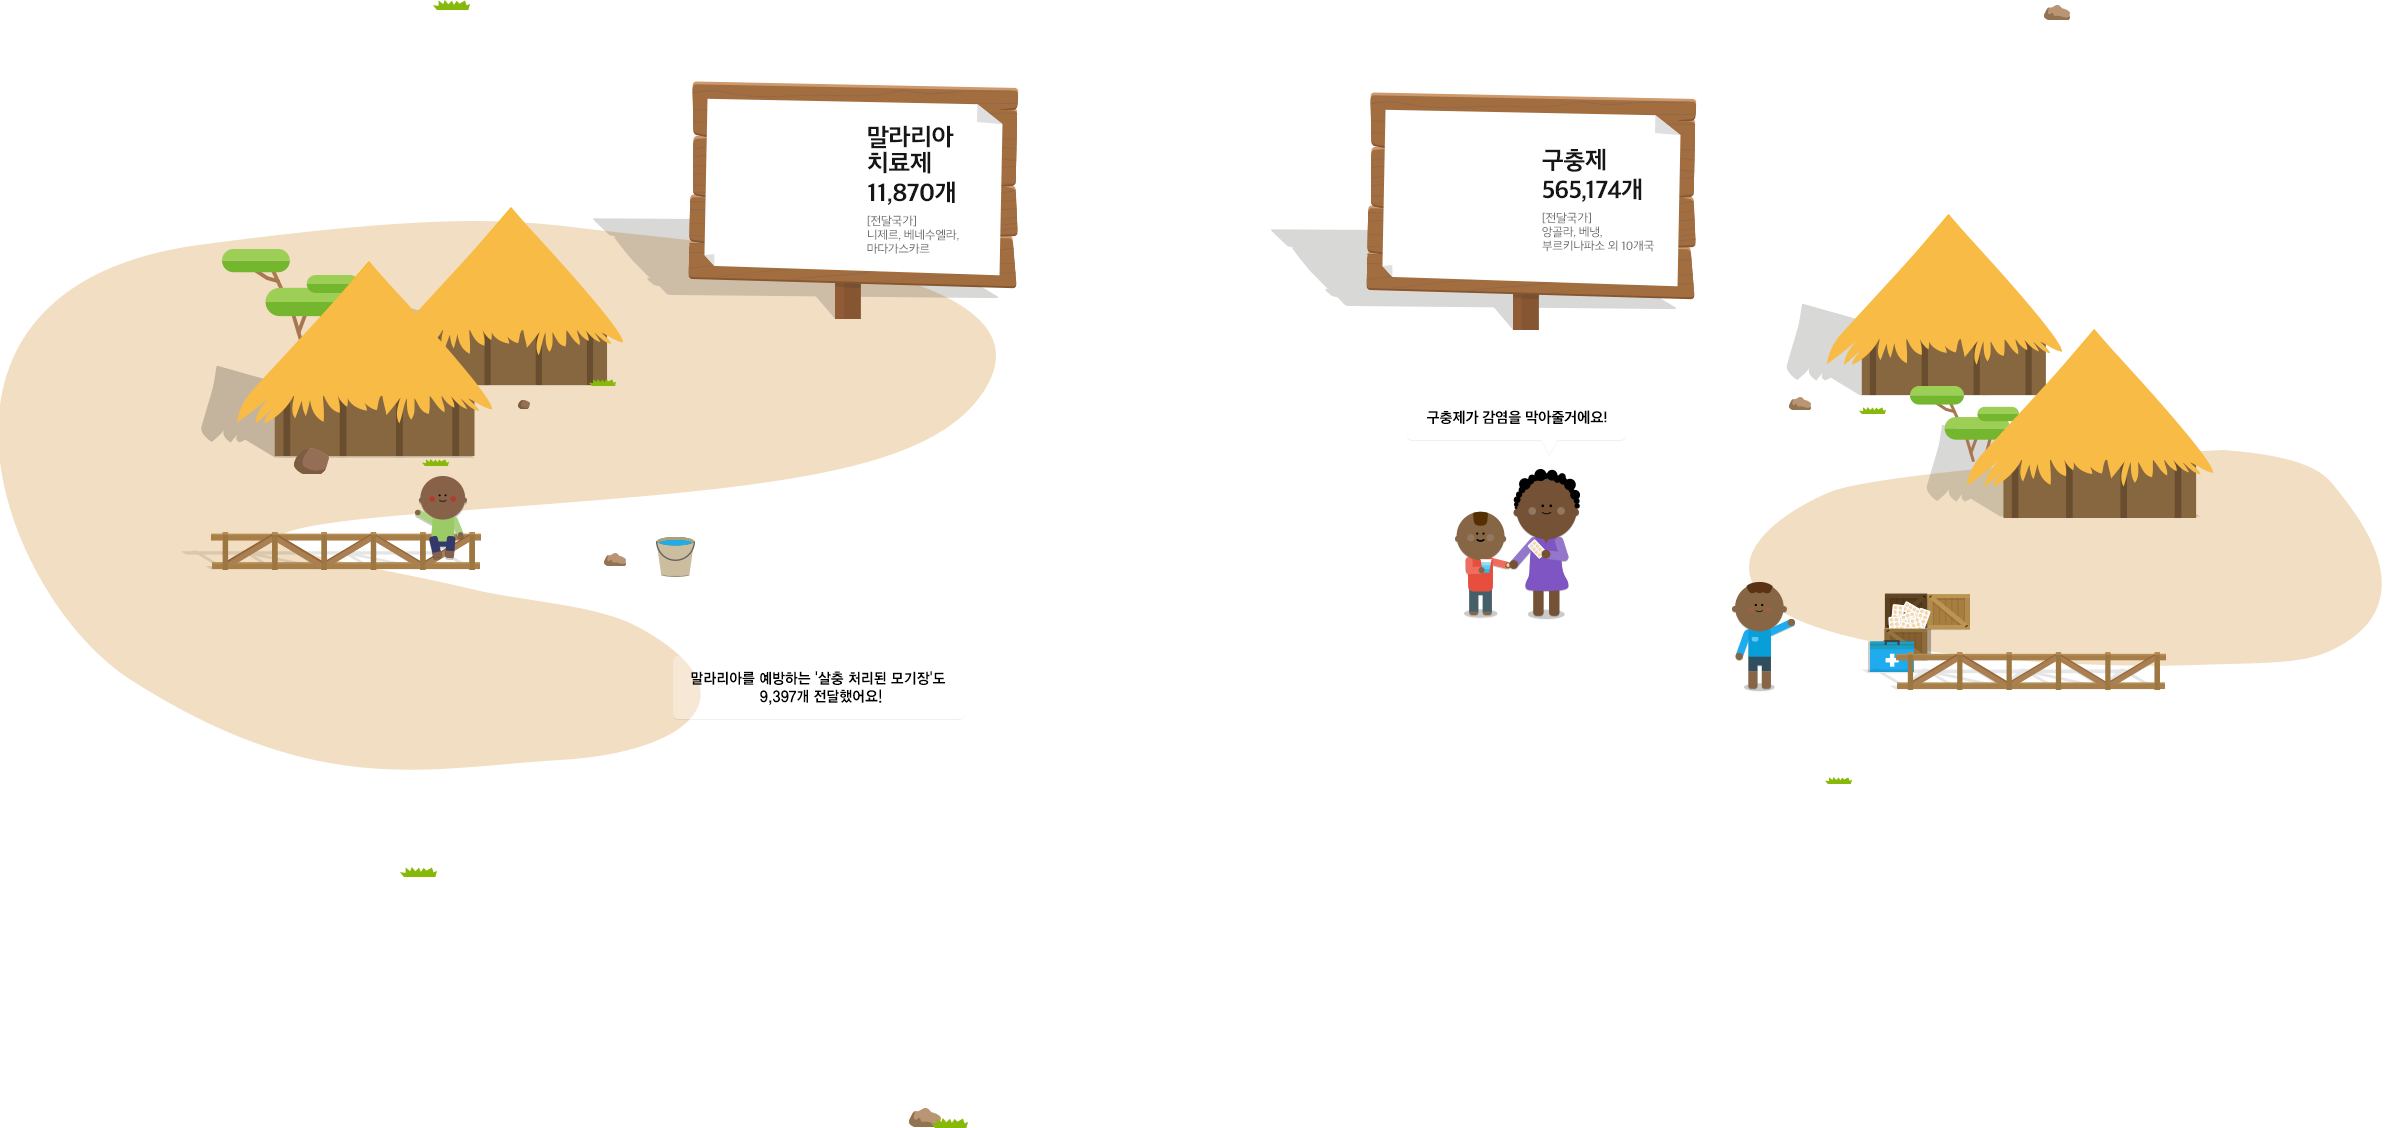 말라리아
치료제
11,870개
[전달국가]
니제르, 베네수엘라,
마다가스카르
말라리아를 예방하는 '살충 처리된 모기장'도
9,397개 전달했어요!
구충제
565,174개
[전달국가]
앙골라, 베냉,
부르키나파소 외 10개국
구충제가 감염을 막아줄거에요!